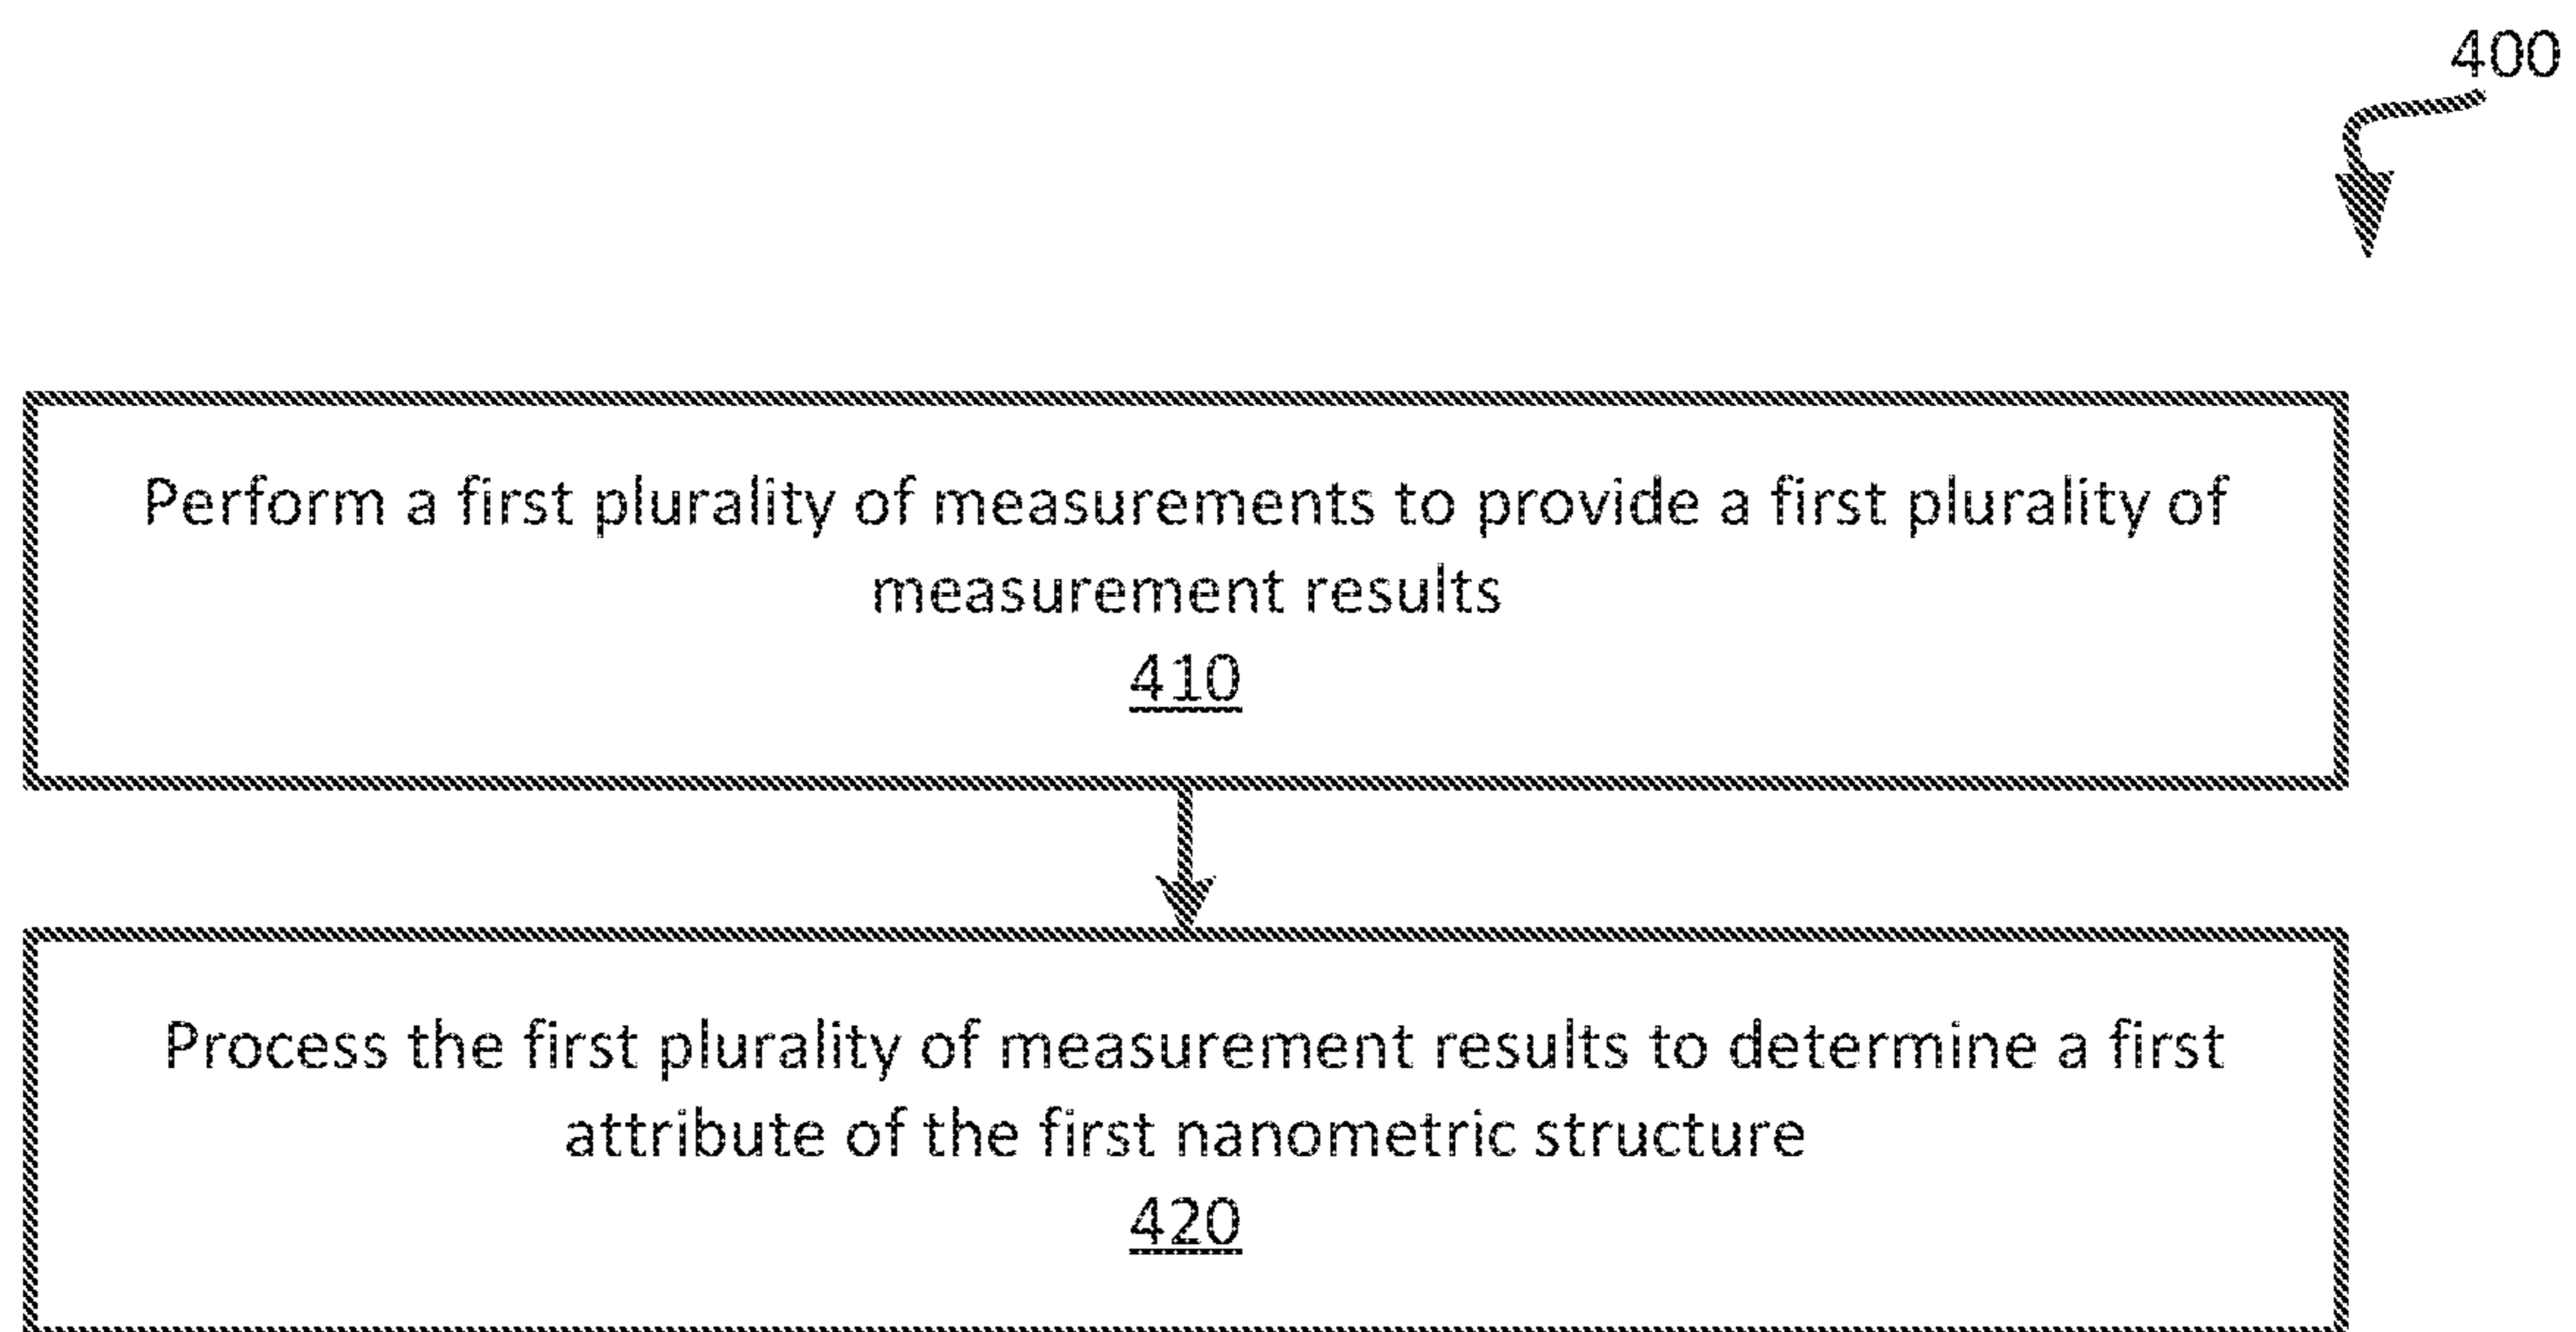 400
Perform a first plurality of measurements to provide a first plurality of
measurement results
410
Process the first plurality of measurement results to determine a first
attribute of the first nanometric structure
420